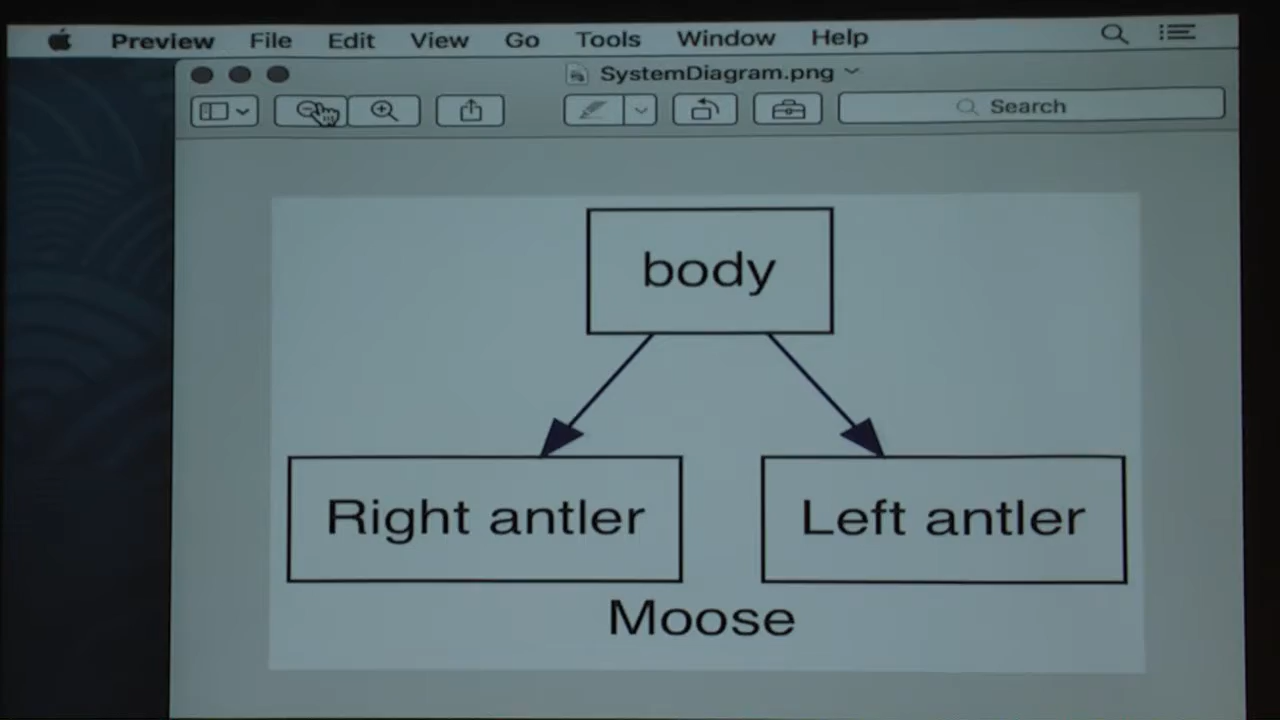 Preview File Edit View Go Tools Window Help
SystemDiagram.png
Search
body
Right antler
Left antler
Moose